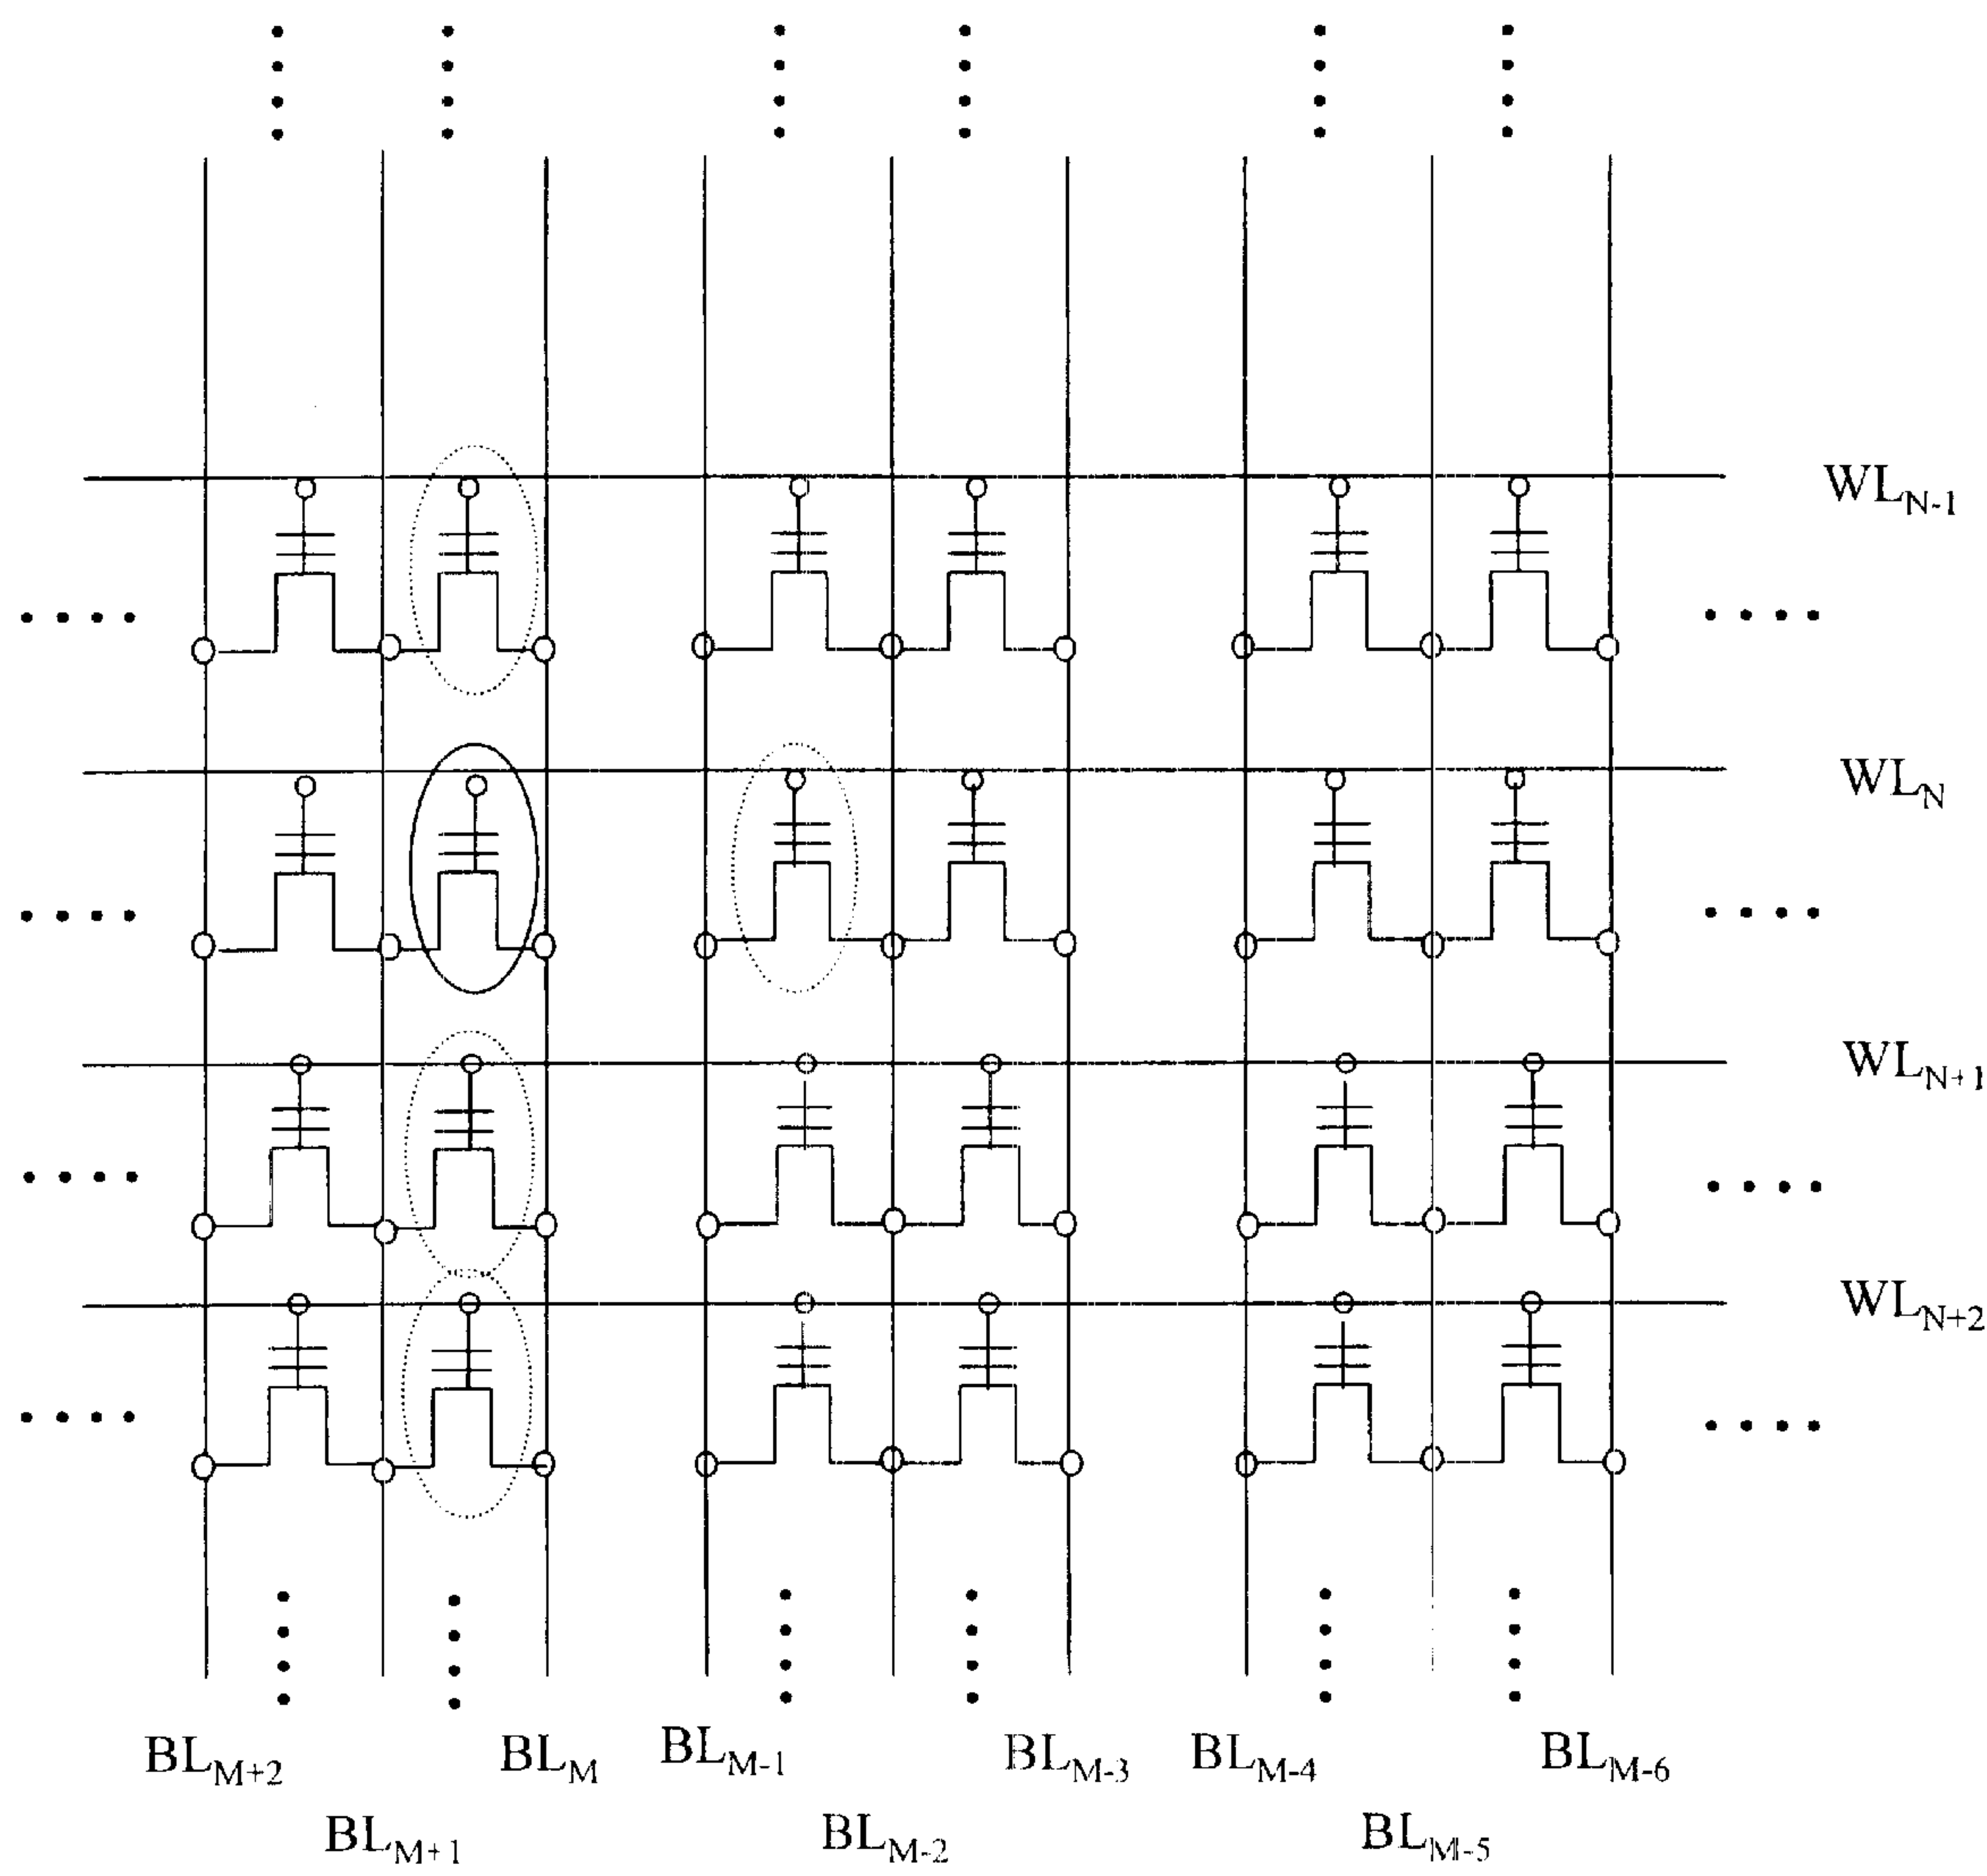 WL_{N-1}
WL_N
WL_{N+1}
WL_{N+2}
BL_{M+2} BL_M BL_{M-1} BL_{M-3} BL_{M-4} BL_{M-6}
BL_{M+1} BL_{M-2} BL_{M-5}